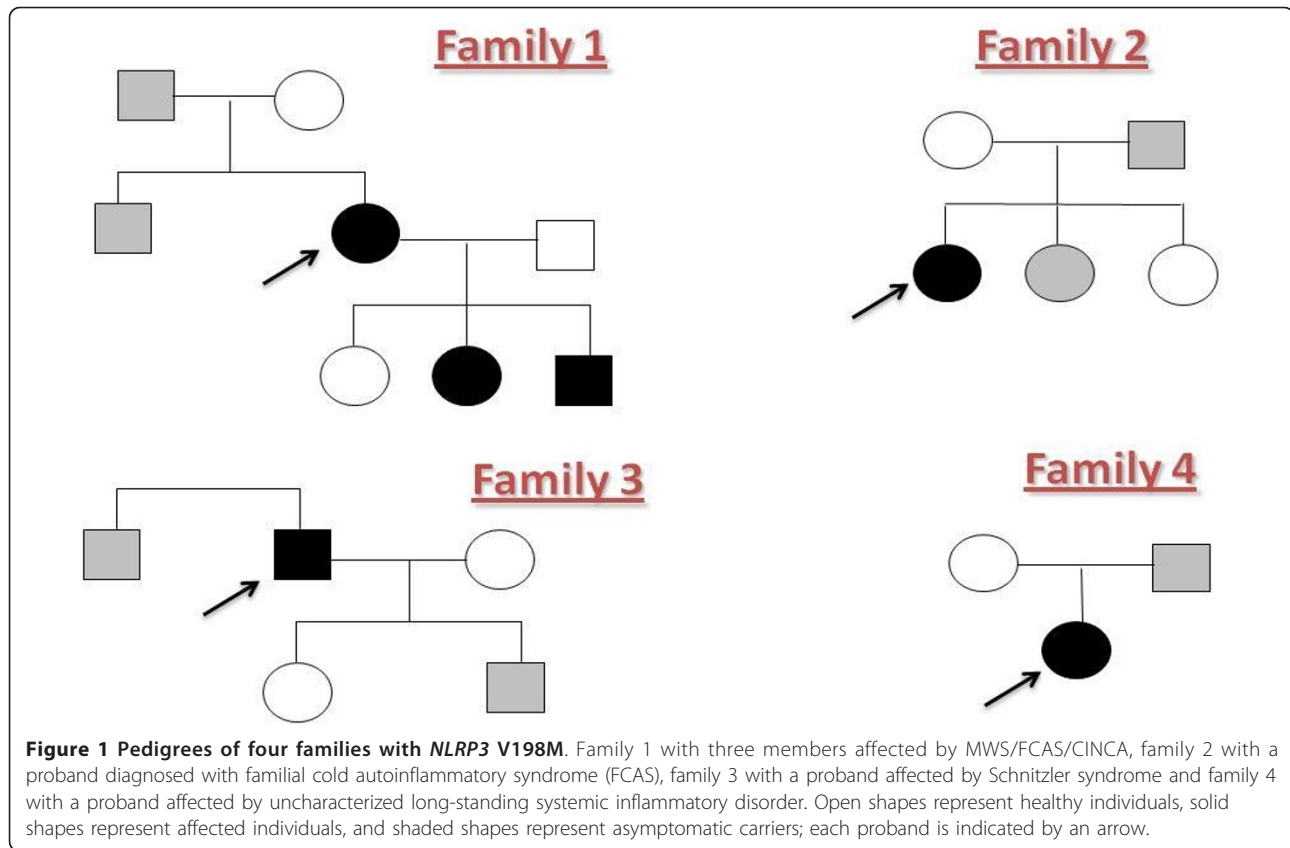 Family 1
Family 2
Family 3
Family 4
Figure 1 Pedigrees of four families with NLRP3 V198M. Family 1 with three members affected by MWS/FCAS/CINCA, family 2 with a
proband diagnosed with familial cold autoinflammatory syndrome (FCAS), family 3 with a proband affected by Schnitzler syndrome and family 4
with a proband affected by uncharacterized long-standing systemic inflammatory disorder. Open shapes represent healthy individuals, solid
shapes represent affected individuals, and shaded shapes represent asymptomatic carriers; each proband is indicated by an arrow.